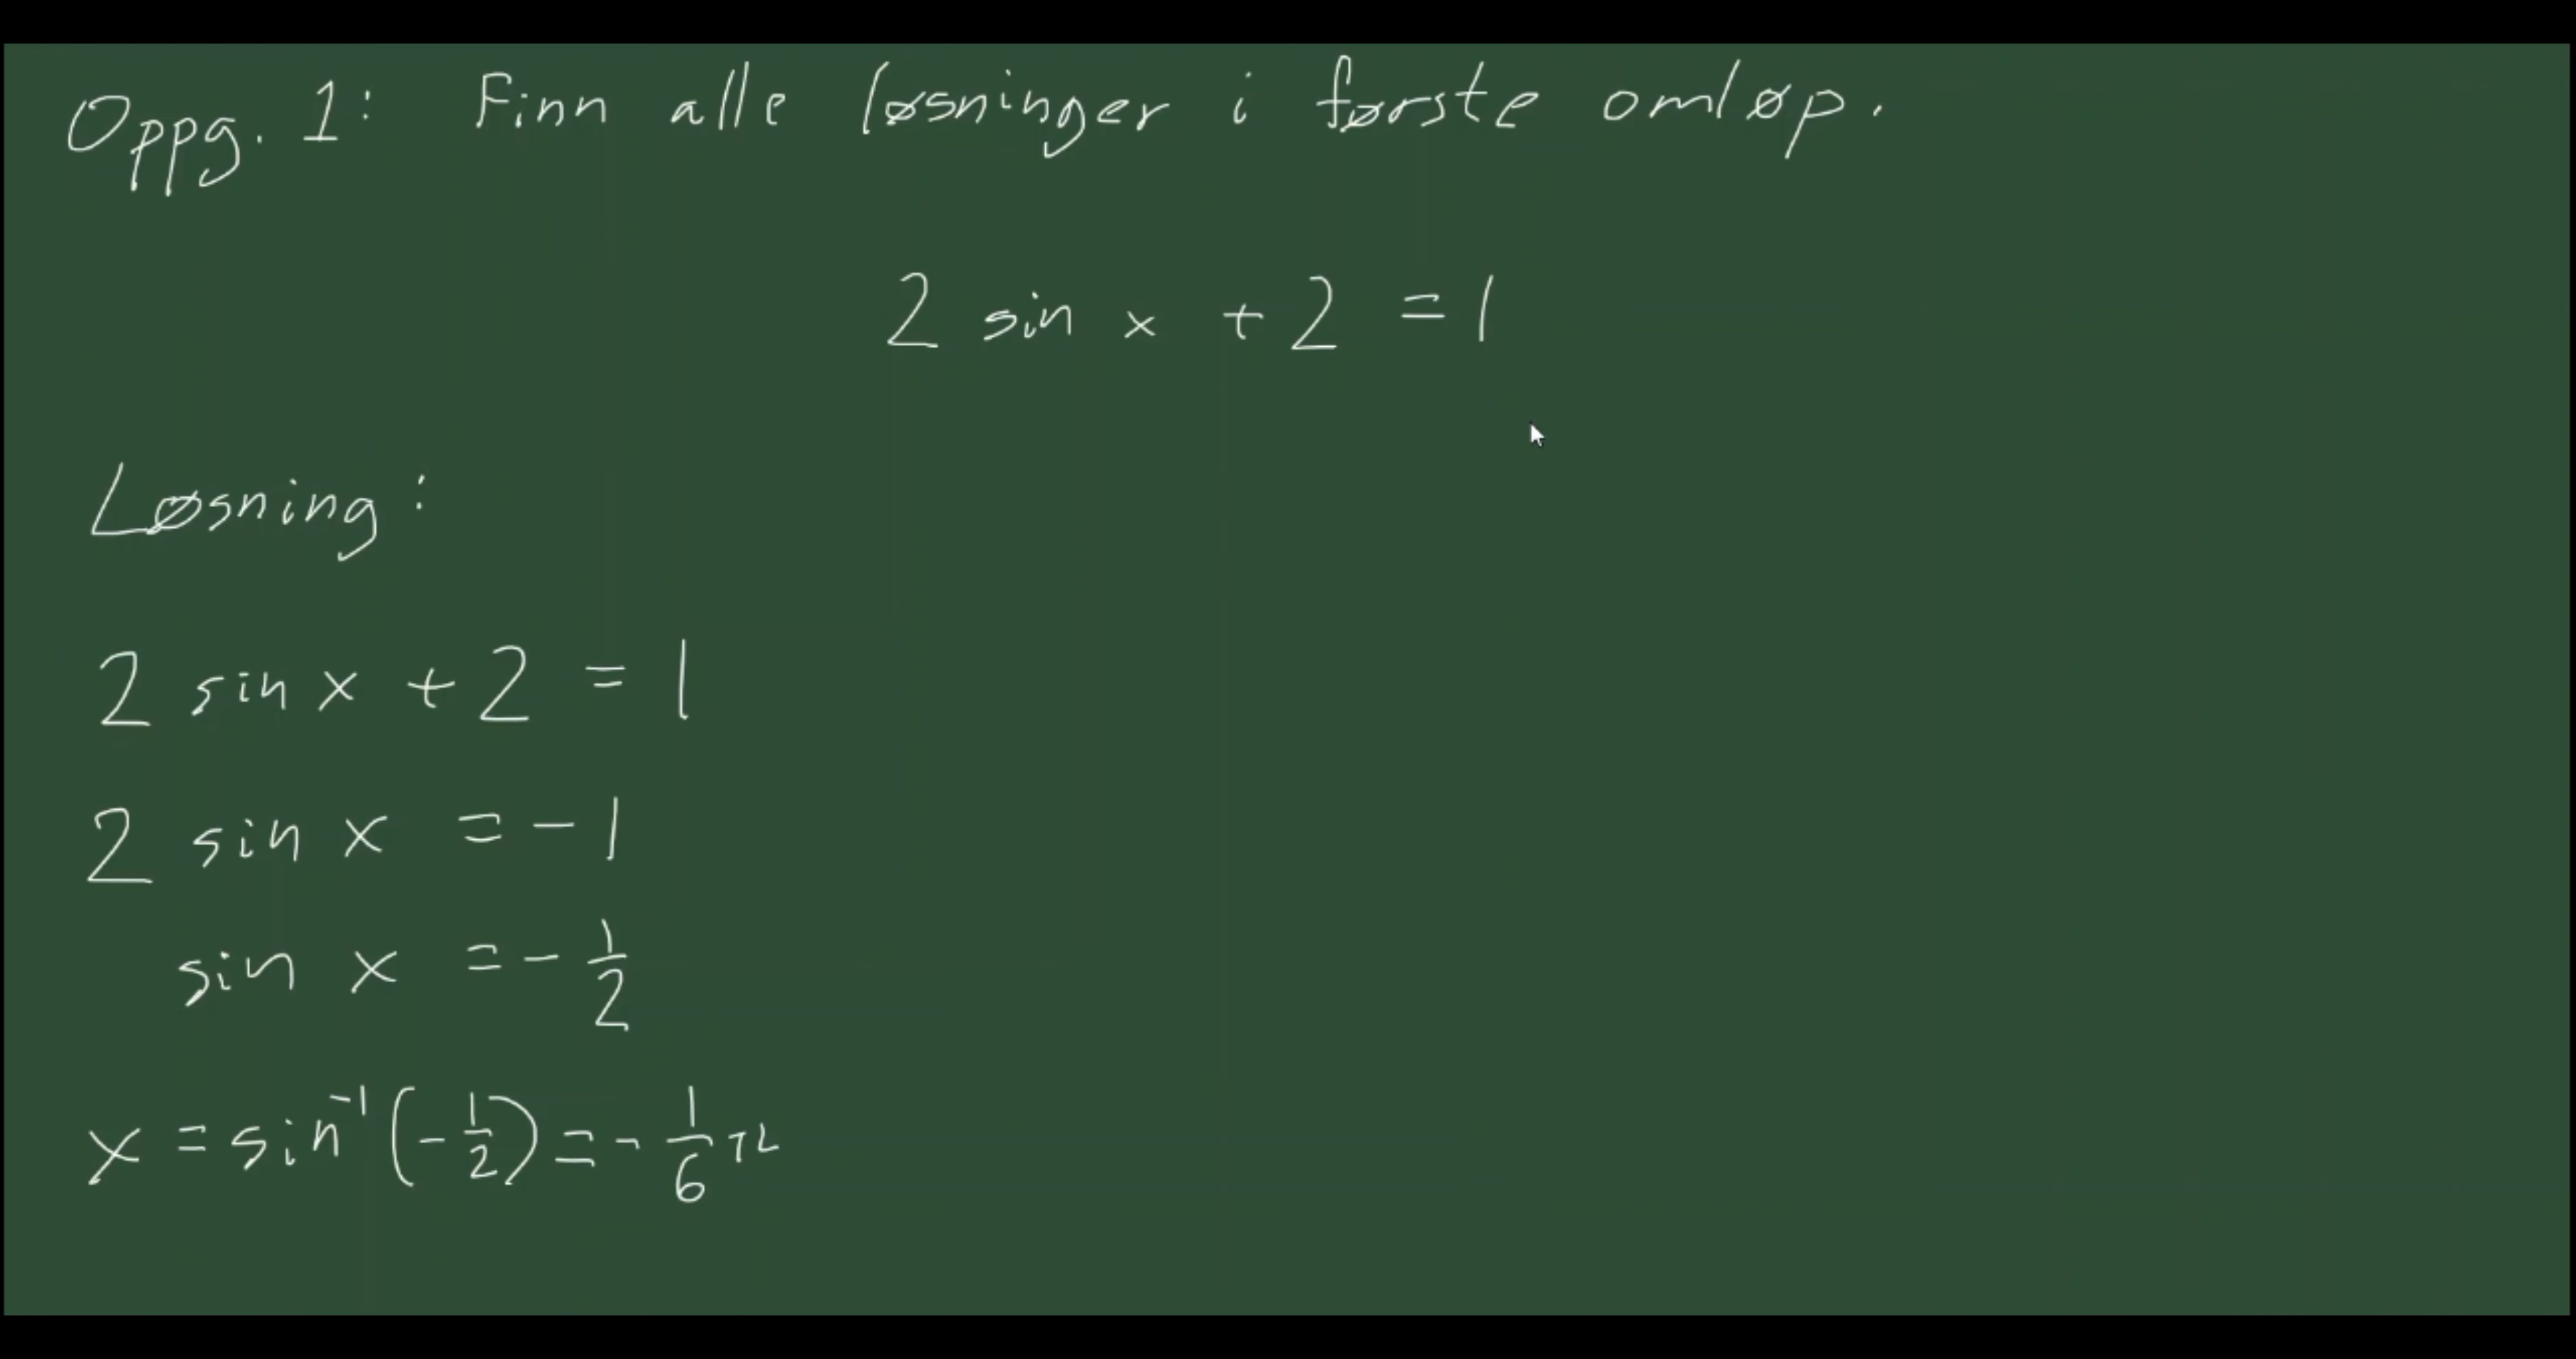 Oppg. 1: Finn alle løsninger i første omløp.
2 sin x + 2 = 1
Løsning:
2 sin x + 2 = 1
2 sin x = - 1
sin x = - 1/2
x = sin⁻¹(- 1/2) = - 1/6 π